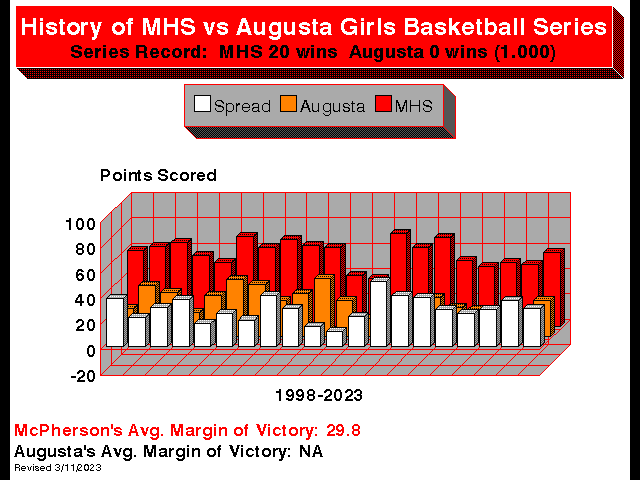 History of MHS vs Augusta Girls Basketball Series
Series Record:  MHS 20 wins  Augusta 0 wins (1.000)
Spread Augusta MHS
Points Scored
100
80
60
40
20
0
-20
1998-2023
McPherson's Avg. Margin of Victory: 29.8
Augusta's Avg. Margin of Victory: NA
Revised 3/11/2023